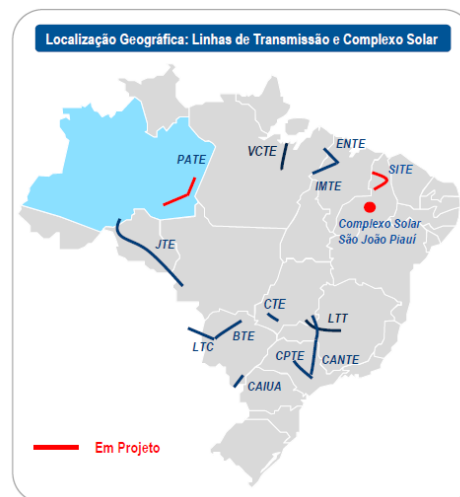 Localização Geográfica: Linhas de Transmissão e Complexo Solar
PATE
VCTE
ENTE
IMTE
SITE
Complexo Solar
São João Piauí
JTE
CTE
LTT
LTC
BTE
CPTE
CANTE
CAIUA
Em Projeto